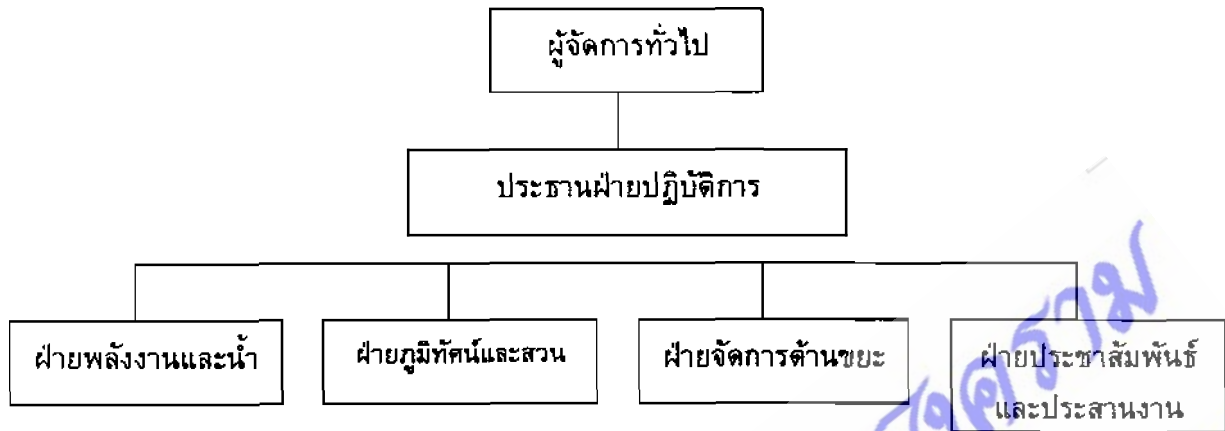 ผู้จัดการทั่วไป
ประธานฝ่ายปฏิบัติการ
ฝ่ายพลังงานและน้ำ
ฝ่ายภูมิทัศน์และสวน
ฝ่ายจัดการด้านขยะ
ฝ่ายประชาสัมพันธ์
และประสานงาน